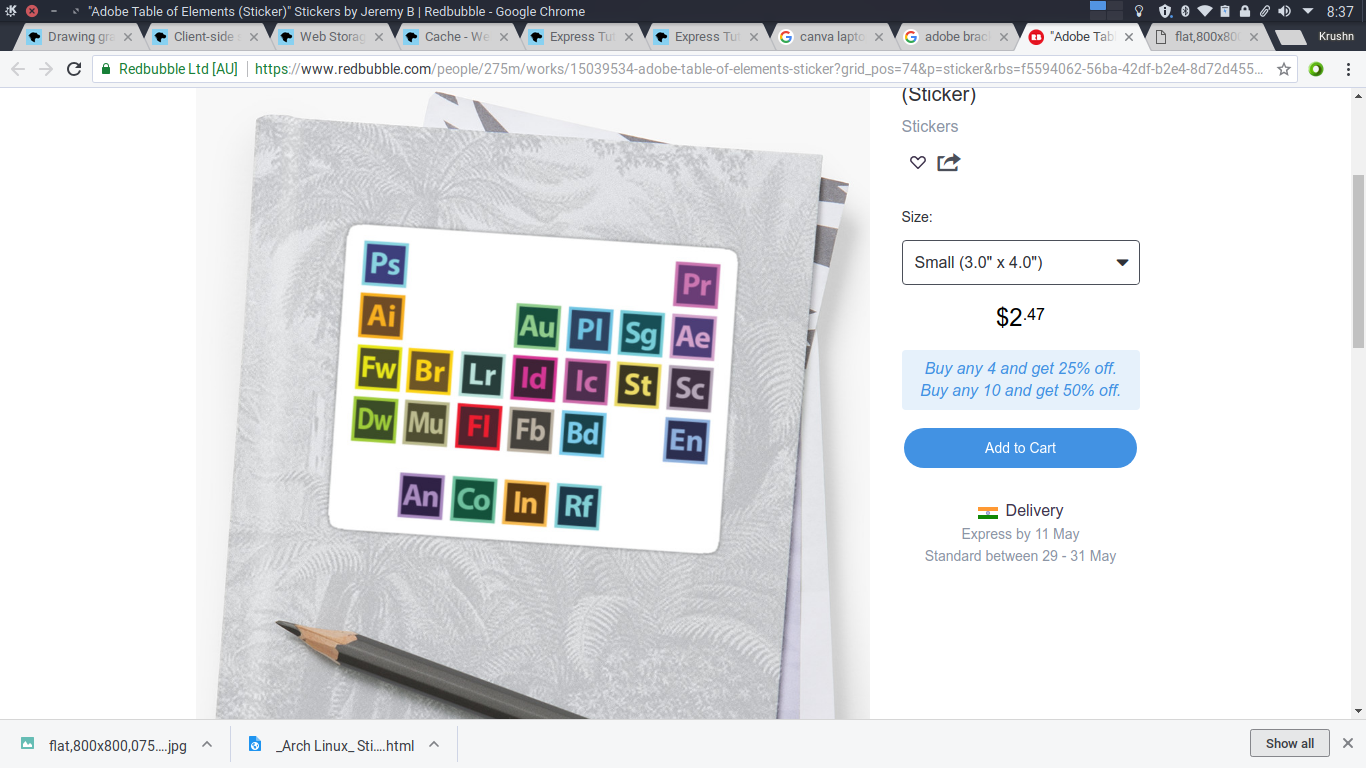 "Adobe Table of Elements (Sticker)" Stickers by Jeremy B | Redbubble - Google Chrome
8:37
Drawing gra
Client-side s
Web Storag
Cache - We
Express Tut
Express Tut
canva lapto
adobe brac
"Adobe Tab
flat,800x800
Krushn
Redbubble Ltd [AU]
https://www.redbubble.com/people/275m/works/15039534-adobe-table-of-elements-sticker?grid_pos=74&p=sticker&rbs=f5594062-56ba-42df-b2e4-8d72d455...
(Sticker)
Stickers
Size:
Small (3.0" x 4.0")
$2.47
Buy any 4 and get 25% off.
Buy any 10 and get 50% off.
Add to Cart
Delivery
Express by 11 May
Standard between 29 - 31 May
Ps Pr
Ai Au Pl Sg Ae
Fw Br Lr Id Ic St Sc
Dw Mu Fl Fb Bd En
An Co In Rf
flat,800x800,075....jpg
_Arch Linux_ Sti....html
Show all